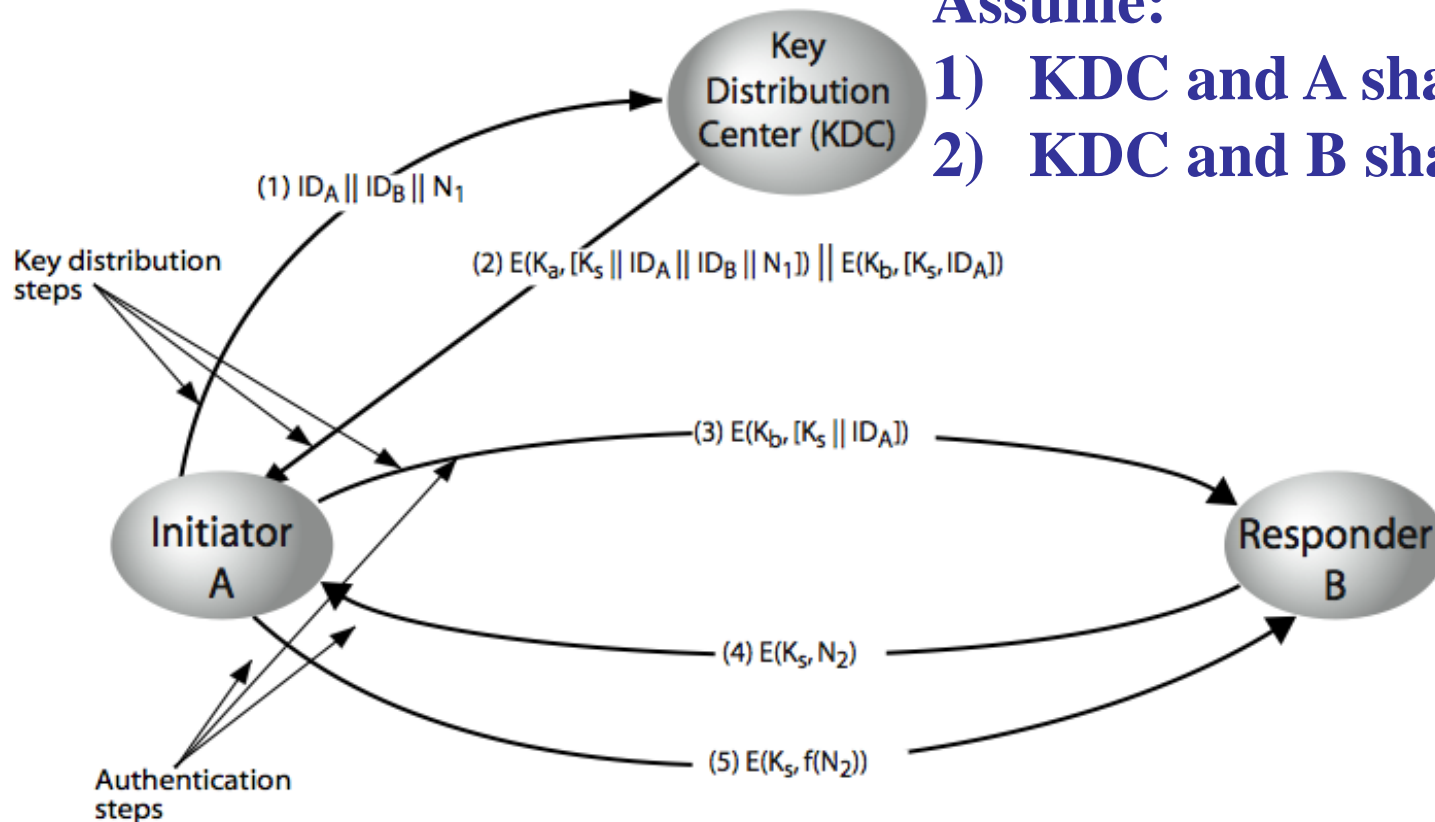 Assume:
1) KDC and A sha
2) KDC and B sha
Key
Distribution
Center (KDC)
(1) ID_A || ID_B || N_1
Key distribution
steps
(2) E(K_a, [K_s || ID_A || ID_B || N_1]) || E(K_b, [K_s, ID_A])
(3) E(K_b, [K_s || ID_A])
Initiator
A
Responder
B
(4) E(K_s, N_2)
(5) E(K_s, f(N_2))
Authentication
steps